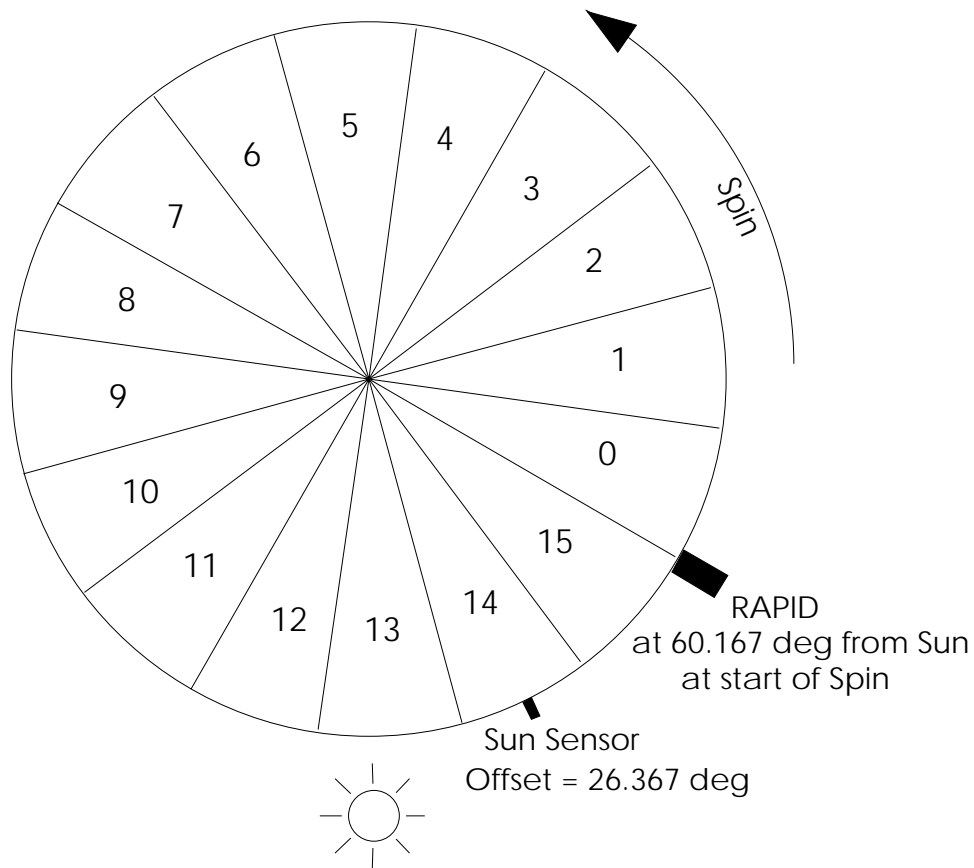 5
4
6
3
Spin
7
2
8
1
9
0
10
15
11
14
12
13
RAPID
at 60.167 deg from Sun
at start of Spin
Sun Sensor
Offset = 26.367 deg